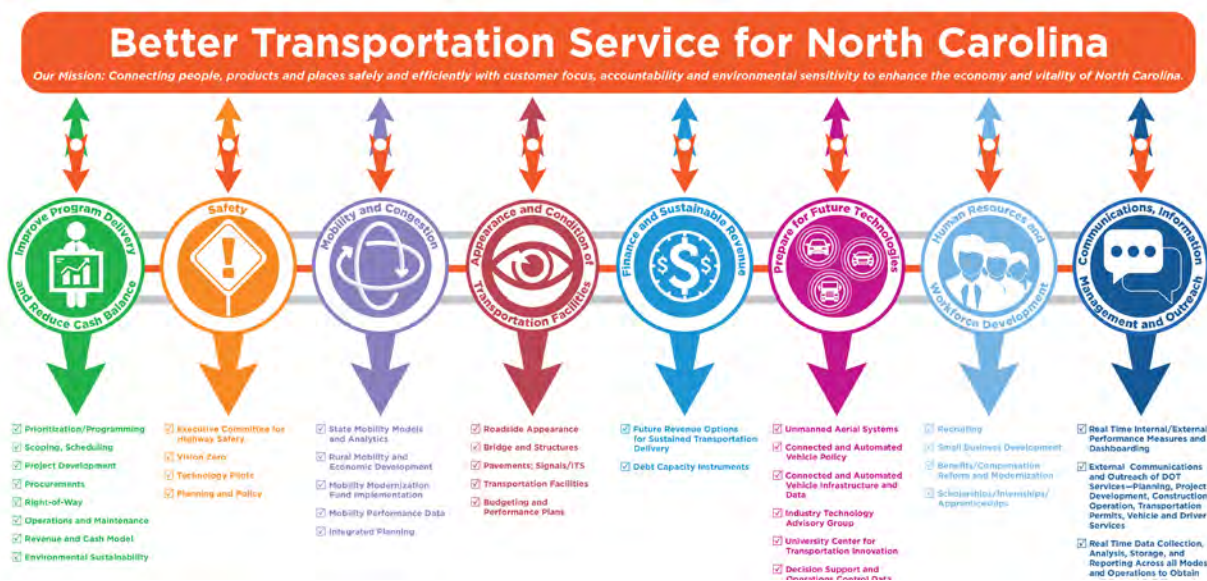 Better Transportation Service for North Carolina
Our Mission: Connecting people, products and places safely and efficiently with customer focus, accountability and environmental sensitivity to enhance the economy and vitality of North Carolina.
Improve Program Delivery
and Reduce Cash Balance
Safety
Mobility and Congestion
Appearance and Condition of
Transportation Facilities
Finance and Sustainable Revenue
Prepare for Future Technologies
Human Resources and
Workforce Development
Communications, Information
Management and Outreach
Prioritization/Programming
Scoping, Scheduling
Project Development
Procurements
Right-of-Way
Operations and Maintenance
Revenue and Cash Model
Environmental Sustainability
Executive Committee for
Highway Safety
Vision Zero
Technology Pilots
Planning and Policy
State Mobility Models
and Analytics
Rural Mobility and
Economic Development
Mobility Modernization
Fund Implementation
Mobility Performance Data
Integrated Planning
Roadside Appearance
Bridge and Structures
Pavements; Signals/ITS
Transportation Facilities
Budgeting and
Performance Plans
Future Revenue Options
for Sustained Transportation
Delivery
Debt Capacity Instruments
Unmanned Aerial Systems
Connected and Automated
Vehicle Policy
Connected and Automated
Vehicle Infrastructure and
Data
Industry Technology
Advisory Group
University Center for
Transportation Innovation
Decision Support and
Operations Control Data
Recruiting
Small Business Development
Benefits/Compensation
Reform and Modernization
Scholarships/Internships/
Apprenticeships
Real Time Internal/External
Performance Measures and
Dashboarding
External Communications
and Outreach of DOT
Services—Planning, Project
Development, Construction
Operation, Transportation
Permits, Vehicle and Driver
Services
Real Time Data Collection,
Analysis, Storage, and
Reporting Across all Modes
and Operations to Obtain